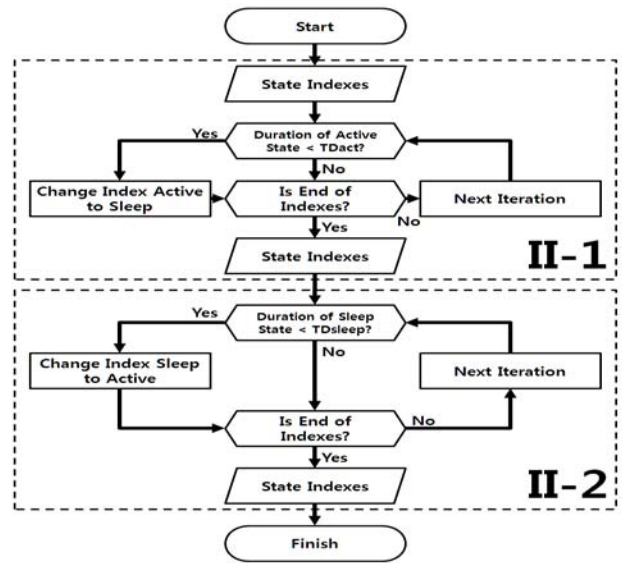 Start
State Indexes
Yes
Duration of Active
State < TDact?
No
Change Index Active
to Sleep
Is End of
Indexes?
No
Next Iteration
Yes
State Indexes
II-1
Yes
Duration of Sleep
State < TDsleep?
No
Change Index Sleep
to Active
Next Iteration
Is End of
Indexes?
No
Yes
State Indexes
II-2
Finish